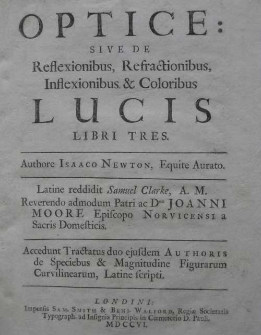 OPTICE:
SIVE DE
Reflexionibus, Refractionibus,
Inflexionibus & Coloribus
LUCIS
LIBRI TRES.
Authore ISAACO NEWTON, Equite Aurato.
Latine reddidit Samuel Clarke, A. M.
Reverendo admodum Patri ac Dno JOANNI
MOORE Episcopo NORVICENSI a
Sacris Domesticis.
Accedunt Tractatus duo ejusdem AUTHORIS
de Speciebus & Magnitudine Figurarum
Curvilinearum, Latine scripti.
LONDINI:
Impensis SAM. SMITH & BENJ. WALFORD, Regiæ Societatis
Typograph. ad Insignia Principis in Cœmeterio D. Pauli.
MDCCVI.